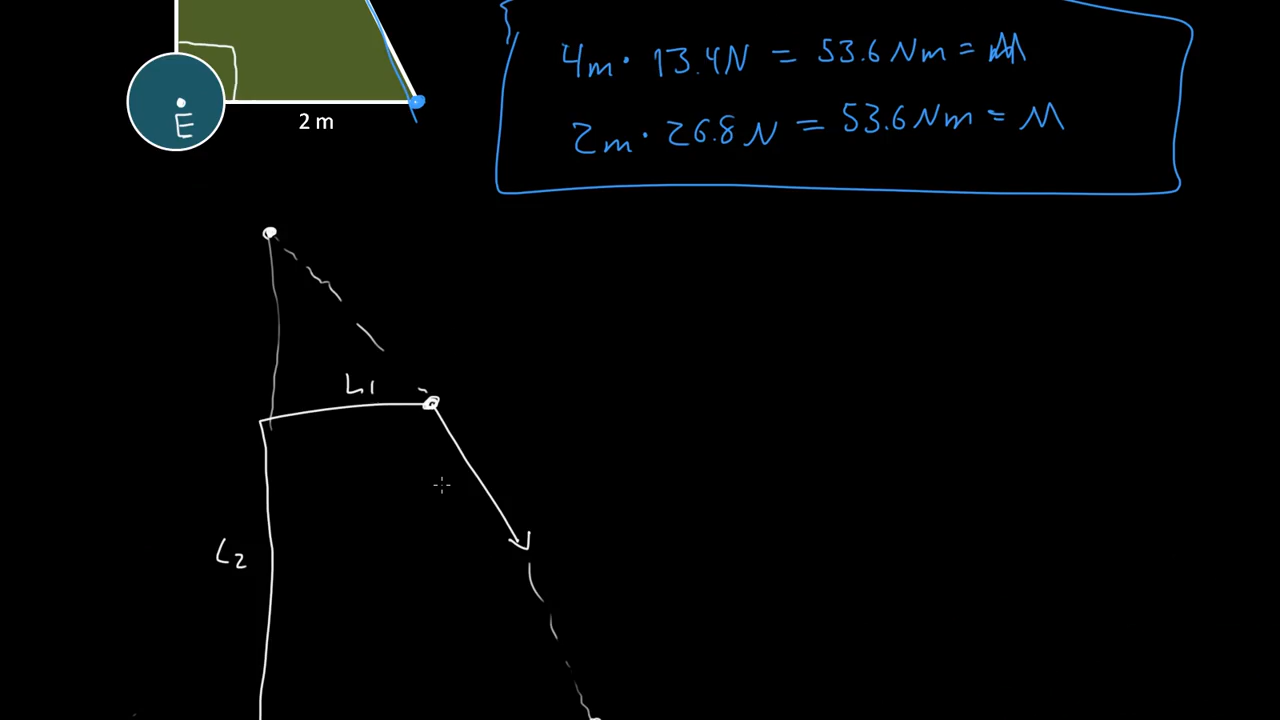 E
2 m
4m · 13.4N = 53.6 Nm = M
2m · 26.8 N = 53.6 Nm = M
L1
L2